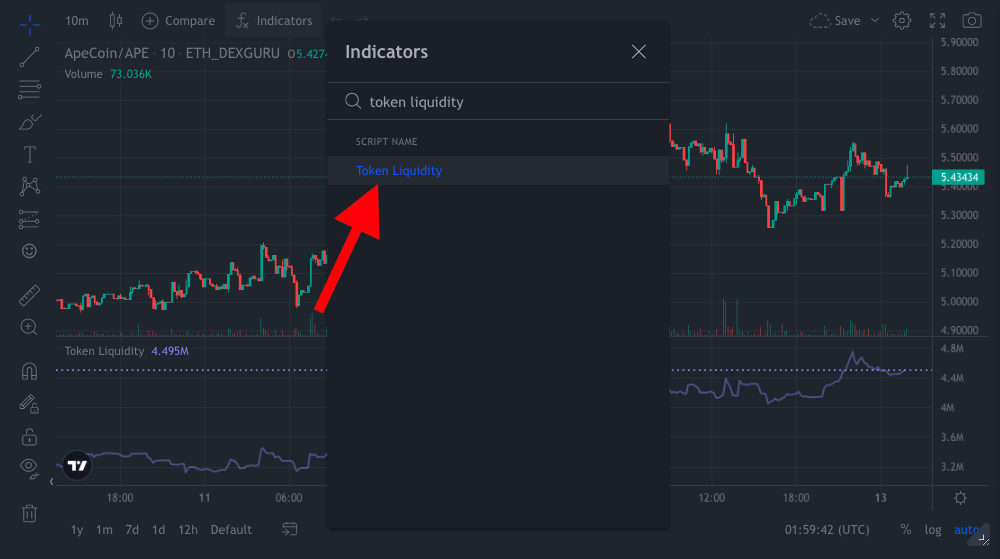 10m Compare Indicators Save
ApeCoin/APE · 10 · ETH_DEXGURU O5.4274
Volume 73.036K
Indicators
token liquidity
SCRIPT NAME
Token Liquidity
5.90000
5.80000
5.70000
5.60000
5.50000
5.43434
5.40000
5.30000
5.20000
5.10000
5.00000
4.90000
Token Liquidity 4.495M
4.8M
4.4M
4M
3.6M
3.2M
18:00 11 06:00 12:00 18:00 13
1y 1m 7d 1d 12h Default 01:59:42 (UTC) % log auto